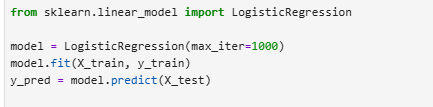 from sklearn.linear_model import LogisticRegression
model = LogisticRegression(max_iter=1000)
model.fit(X_train, y_train)
y_pred = model.predict(X_test)